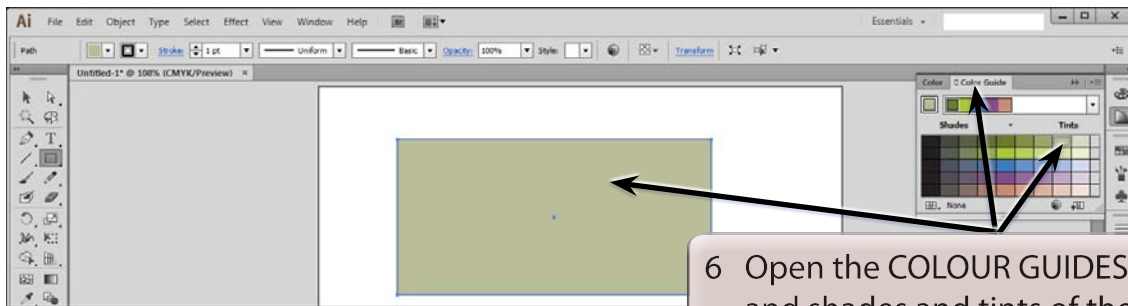 Ai File Edit Object Type Select Effect View Window Help Br Essentials
Path Stroke: 1 pt Uniform Basic Opacity: 100% Style: Transform
Untitled-1* @ 108% (CMYK/Preview) ×
Color Color Guide
Shades Tints
None
6 Open the COLOUR GUIDES
and shades and tints of the